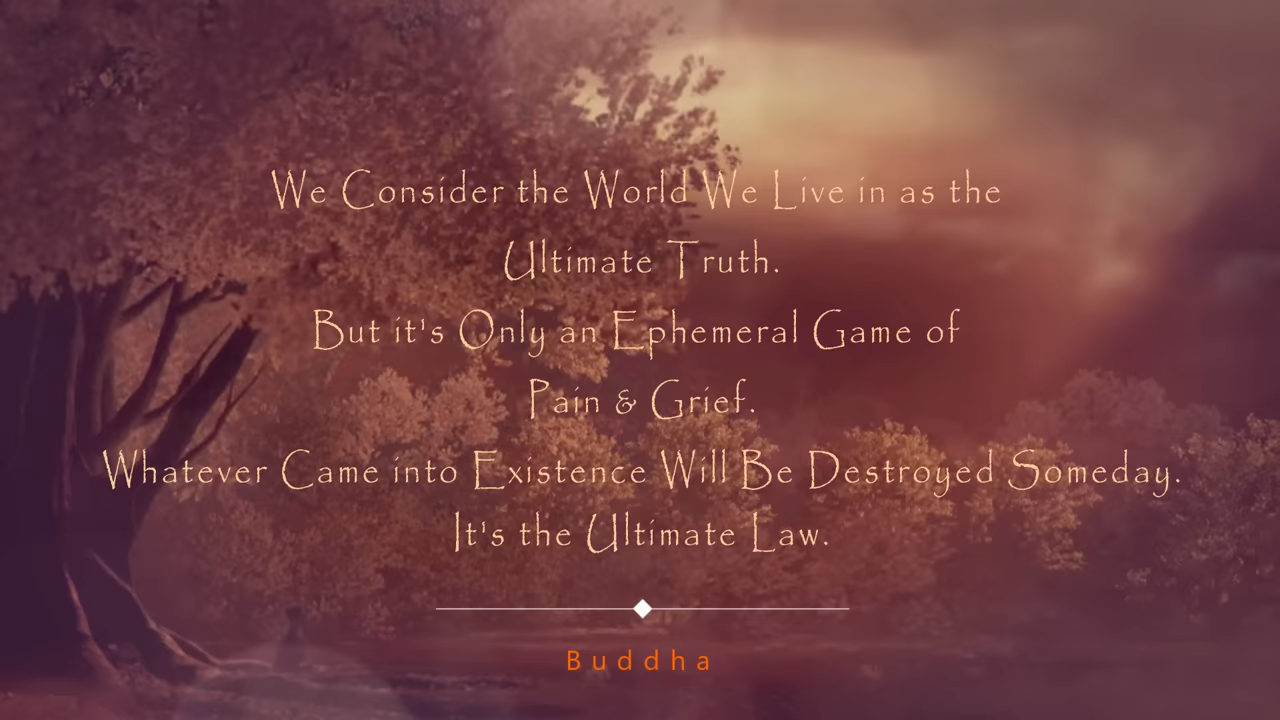 We Consider the World We Live in as the
Ultimate Truth.
But it's Only an Ephemeral Game of
Pain & Grief.
Whatever Came into Existence Will Be Destroyed Someday.
It's the Ultimate Law.
Buddha